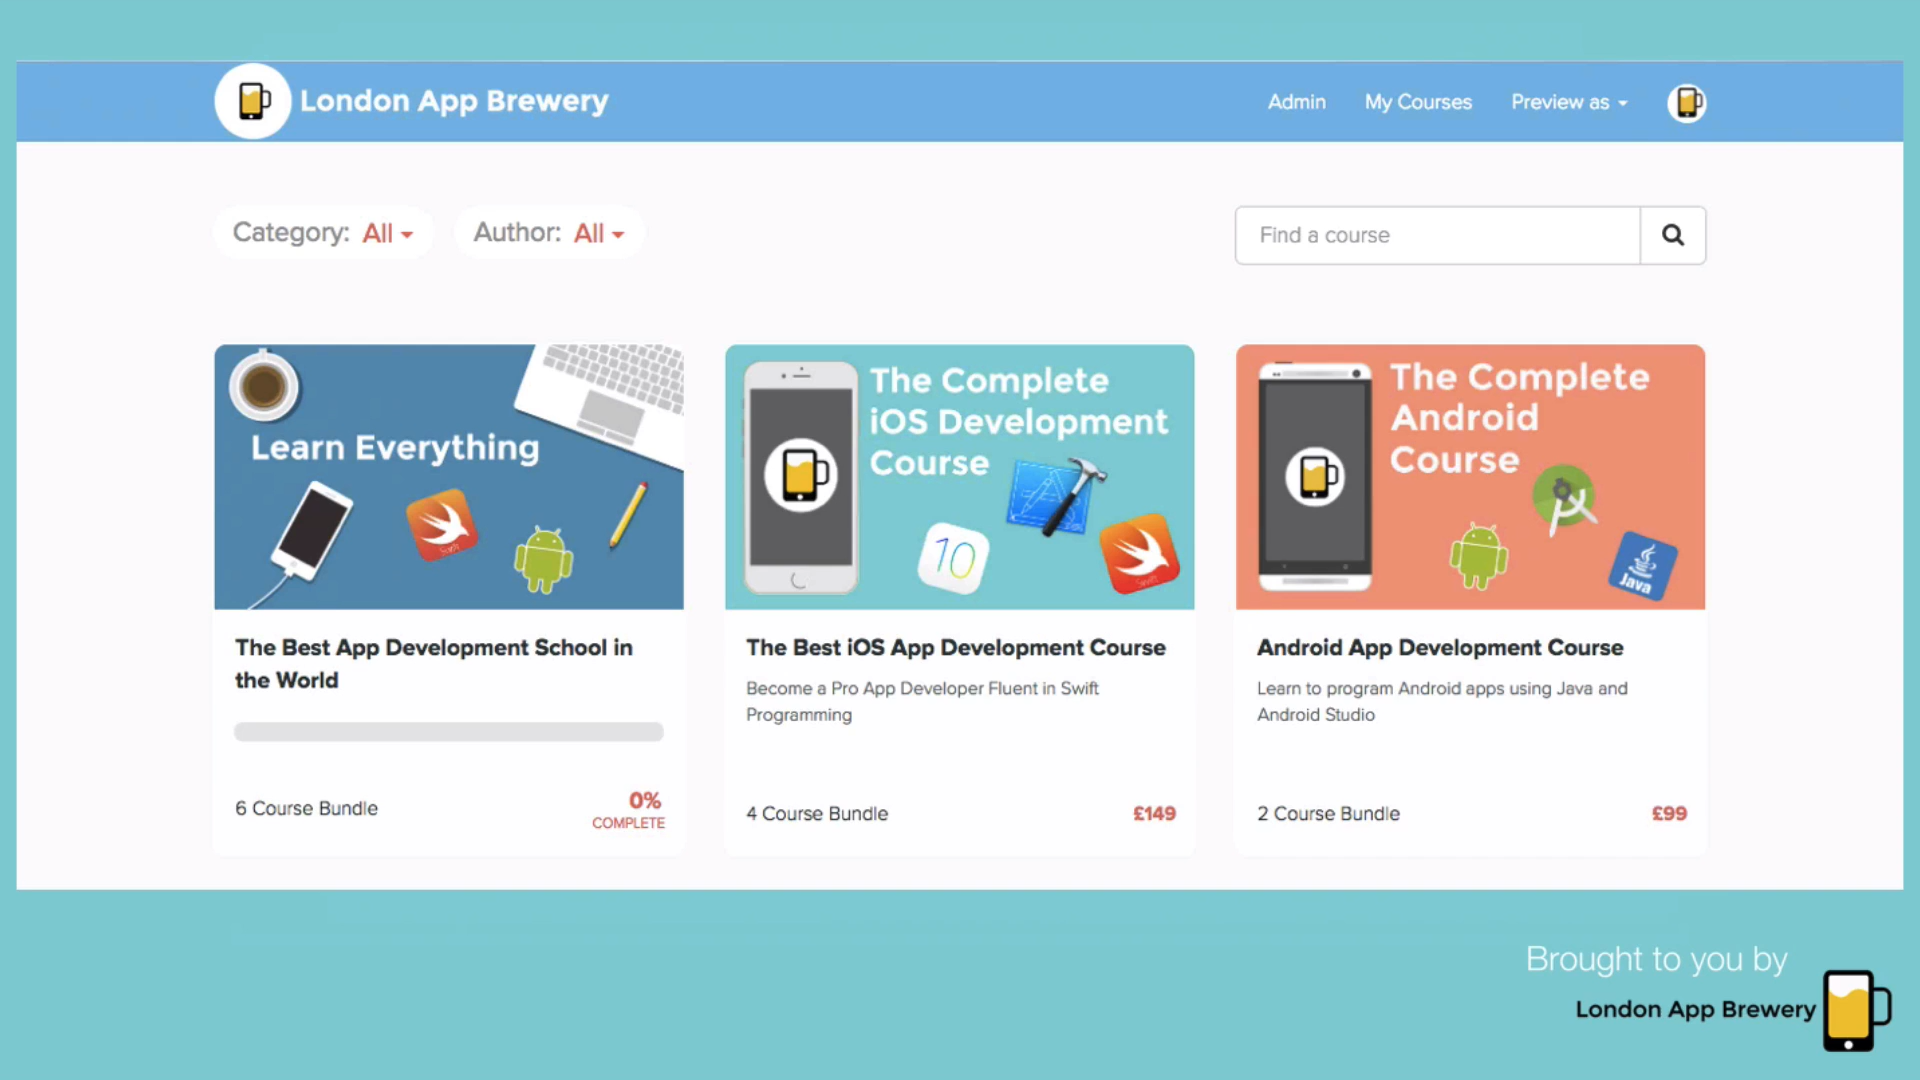 London App Brewery
Admin
My Courses
Preview as
Category: All
Author: All
Find a course
Learn Everything
Swift
The Complete
iOS Development
Course
10
Swift
The Complete
Android
Course
Java
The Best App Development School in
the World
6 Course Bundle
0%
COMPLETE
The Best iOS App Development Course
Become a Pro App Developer Fluent in Swift
Programming
4 Course Bundle
£149
Android App Development Course
Learn to program Android apps using Java and
Android Studio
2 Course Bundle
£99
Brought to you by
London App Brewery